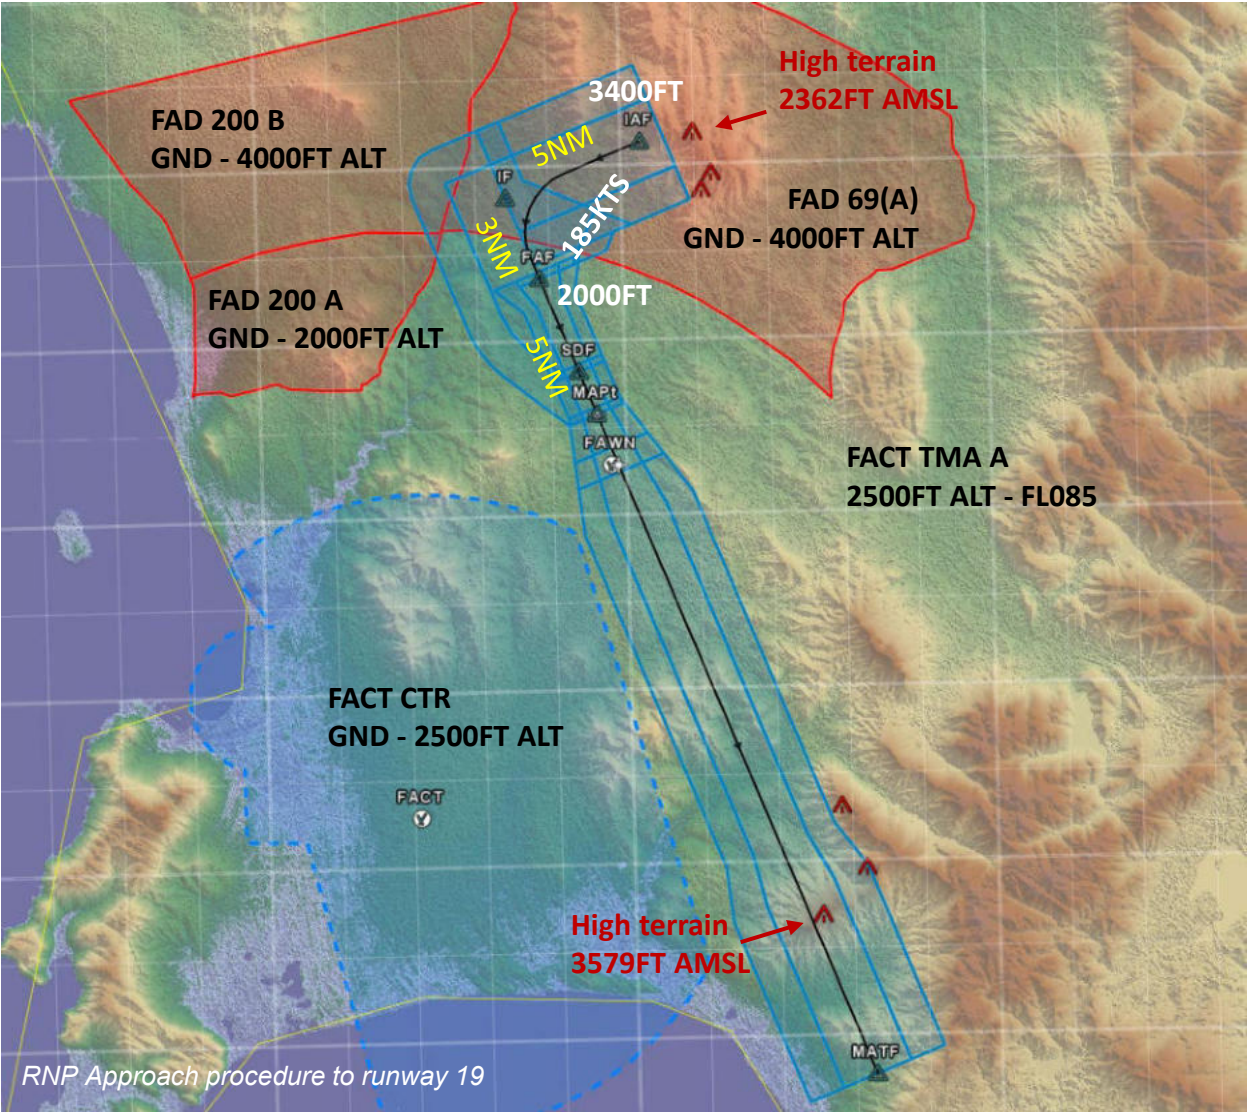 High terrain
2362FT AMSL
3400FT
IAF
FAD 200 B
GND - 4000FT ALT
5NM
IF
185KTS
FAD 69(A)
GND - 4000FT ALT
3NM
FAF
2000FT
FAD 200 A
GND - 2000FT ALT
5NM
SDF
MAPt
FAWN
FACT TMA A
2500FT ALT - FL085
FACT CTR
GND - 2500FT ALT
FACT
High terrain
3579FT AMSL
MATF
RNP Approach procedure to runway 19